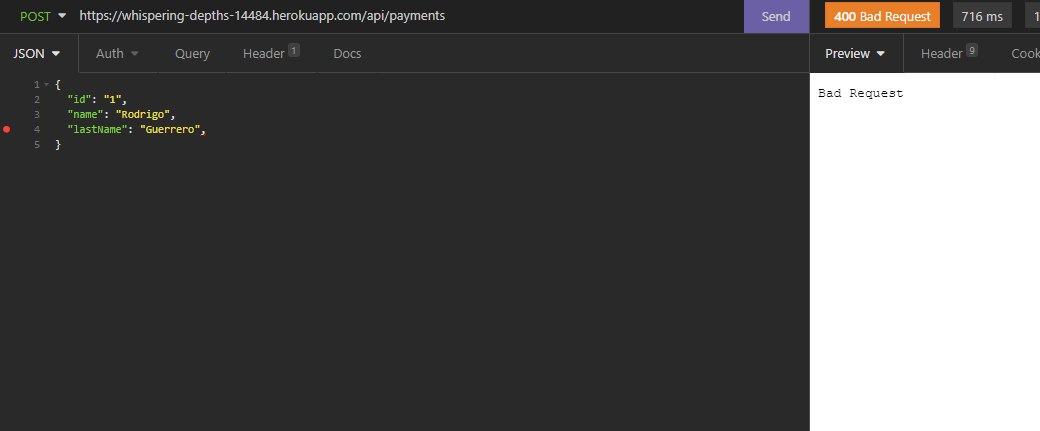 POST https://whispering-depths-14484.herokuapp.com/api/payments Send 400 Bad Request 716 ms 1
JSON Auth Query Header 1 Docs Preview Header 9 Cook
1 {
2 "id": "1",
3 "name": "Rodrigo",
4 "lastName": "Guerrero",
5 }
Bad Request